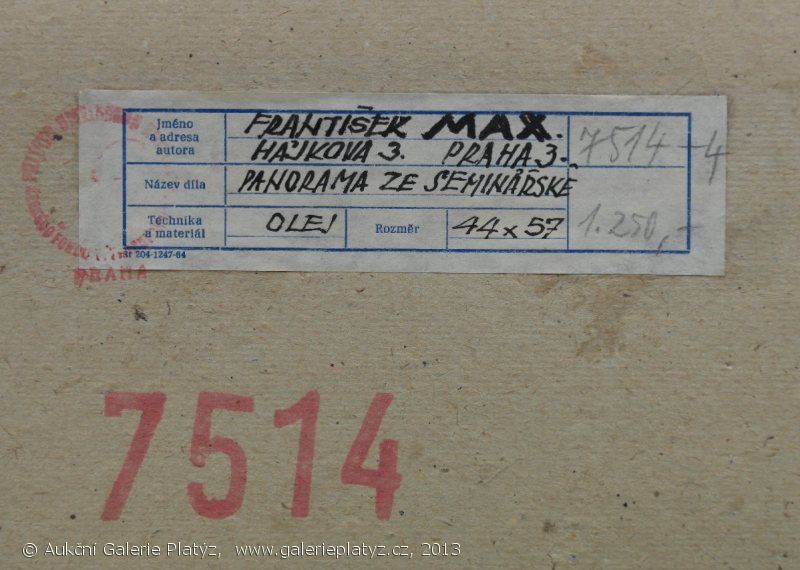 Jméno
a adresa
autora
FRANTIŠEK MAX.
HÁJKOVA 3. PRAHA 3.
7514-4
Název díla
PANORAMA ZE SEMINÁŘSKÉ
Technika
a materiál
OLEJ
Rozměr
44 x 57
1.250,-
204-1247-64
PRAHA
7514
© Aukční Galerie Platýz, www.galerieplatyz.cz, 2013